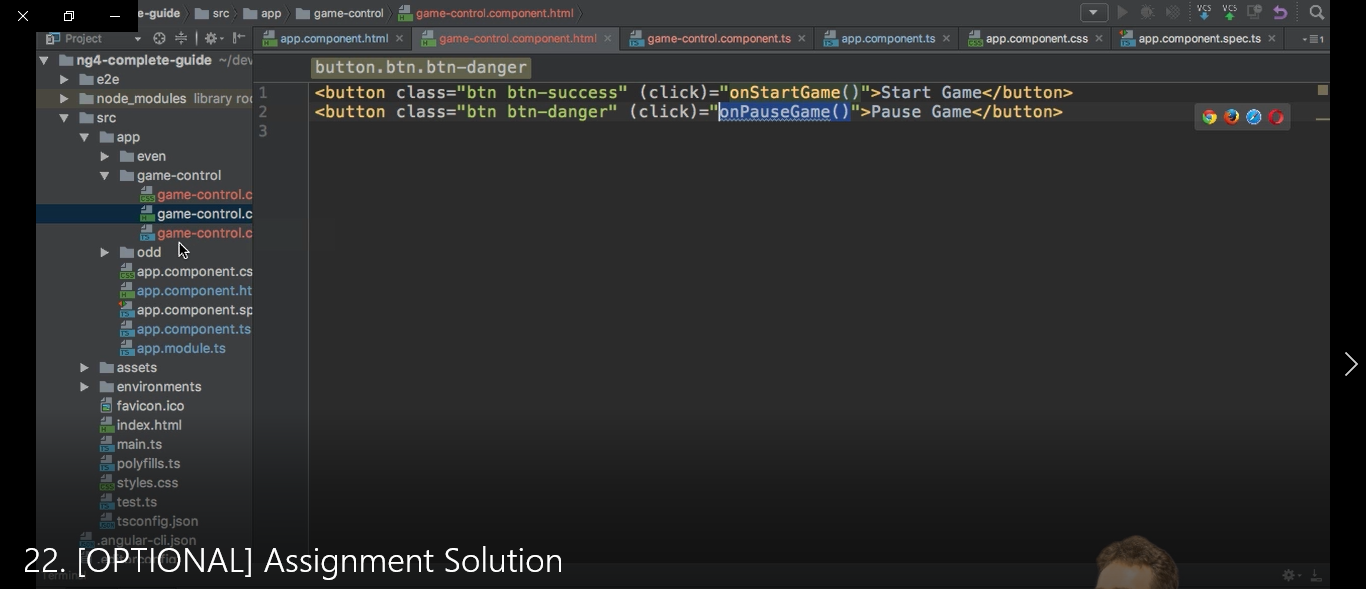 e-guide src app game-control game-control.component.html
Project
app.component.html game-control.component.html game-control.component.ts app.component.ts app.component.css app.component.spec.ts
ng4-complete-guide ~/dev
e2e
node_modules library roo
src
app
even
game-control
game-control.c
game-control.c
game-control.c
odd
app.component.cs
app.component.ht
app.component.sp
app.component.ts
app.module.ts
assets
environments
favicon.ico
index.html
main.ts
polyfills.ts
styles.css
test.ts
tsconfig.json
.angular-cli.json
button.btn.btn-danger
1 <button class="btn btn-success" (click)="onStartGame()">Start Game</button>
2 <button class="btn btn-danger" (click)="onPauseGame()">Pause Game</button>
3
VCS VCS
22. [OPTIONAL] Assignment Solution